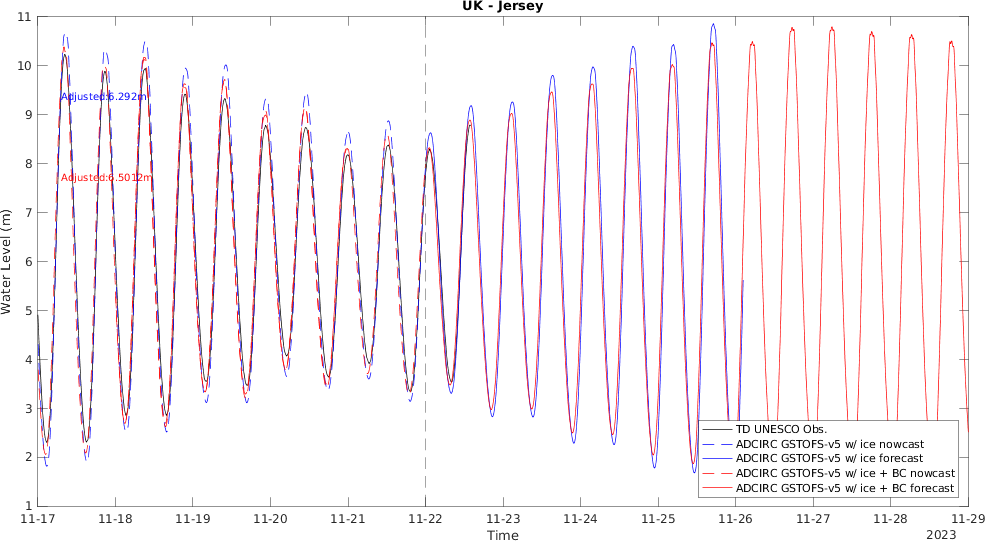 UK - Jersey
11
10
9
8
7
6
5
4
3
2
1
Water Level (m)
Adjusted:6.292m
Adjusted:6.5012m
TD UNESCO Obs.
ADCIRC GSTOFS-v5 w/ ice nowcast
ADCIRC GSTOFS-v5 w/ ice forecast
ADCIRC GSTOFS-v5 w/ ice + BC nowcast
ADCIRC GSTOFS-v5 w/ ice + BC forecast
11-17 11-18 11-19 11-20 11-21 11-22 11-23 11-24 11-25 11-26 11-27 11-28 11-29
Time
2023